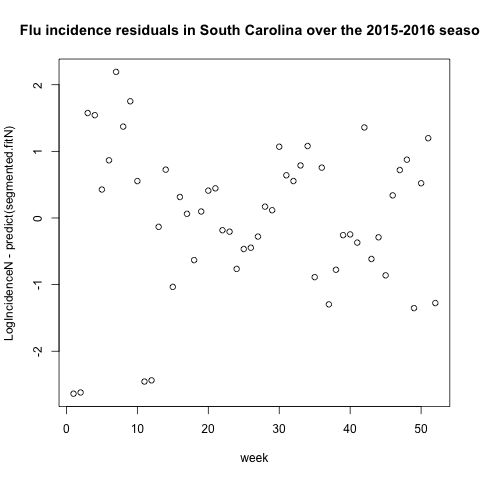 Flu incidence residuals in South Carolina over the 2015-2016 seaso
LogIncidenceN - predict(segmented.fitN)
2
1
0
-1
-2
0 10 20 30 40 50
week